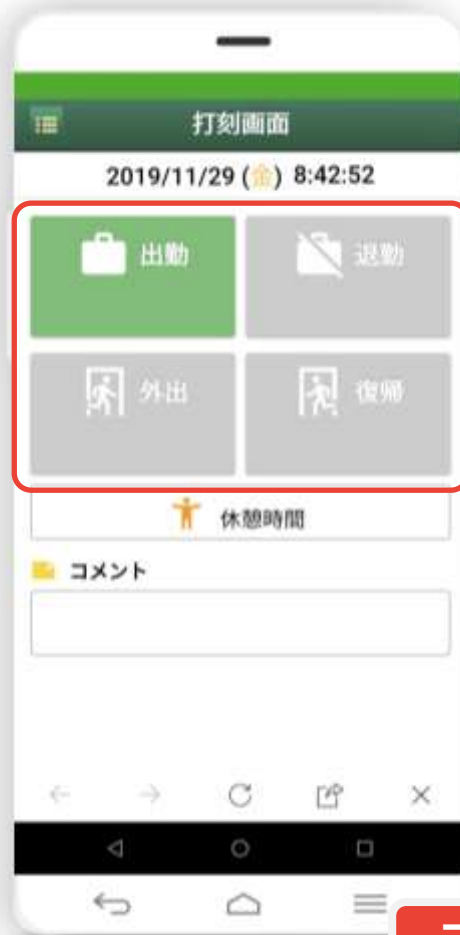 打刻画面
2019/11/29 (金) 8:42:52
出勤
退勤
外出
復帰
休憩時間
コメント